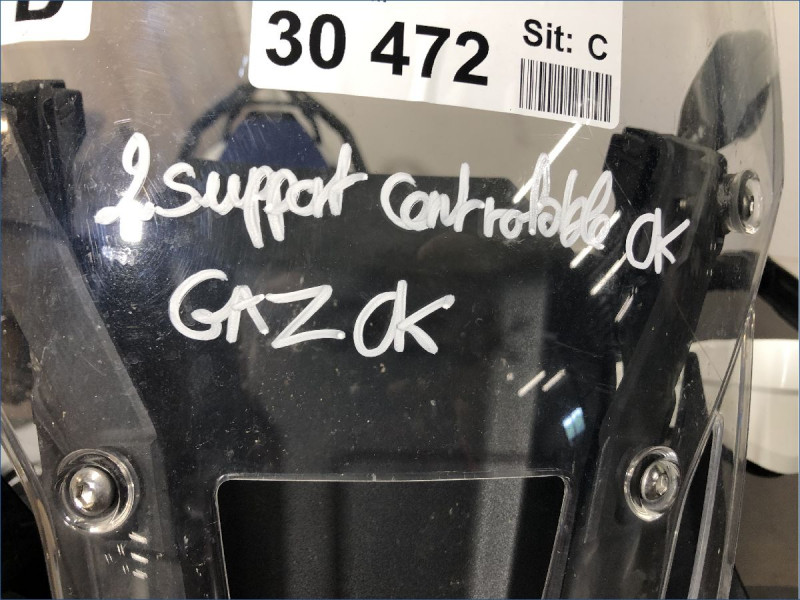 D
30 472 Sit: C
2 support controlable OK
GAZ OK